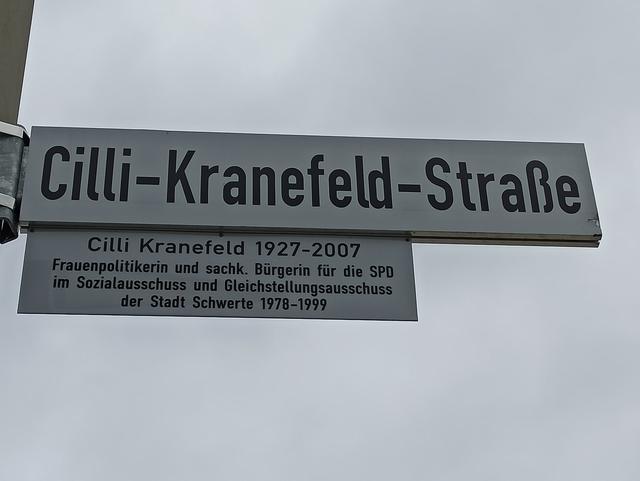 Cilli-Kranefeld-Straße
Cilli Kranefeld 1927-2007
Frauenpolitikerin und sachk. Bürgerin für die SPD
im Sozialausschuss und Gleichstellungsausschuss
der Stadt Schwerte 1978-1999